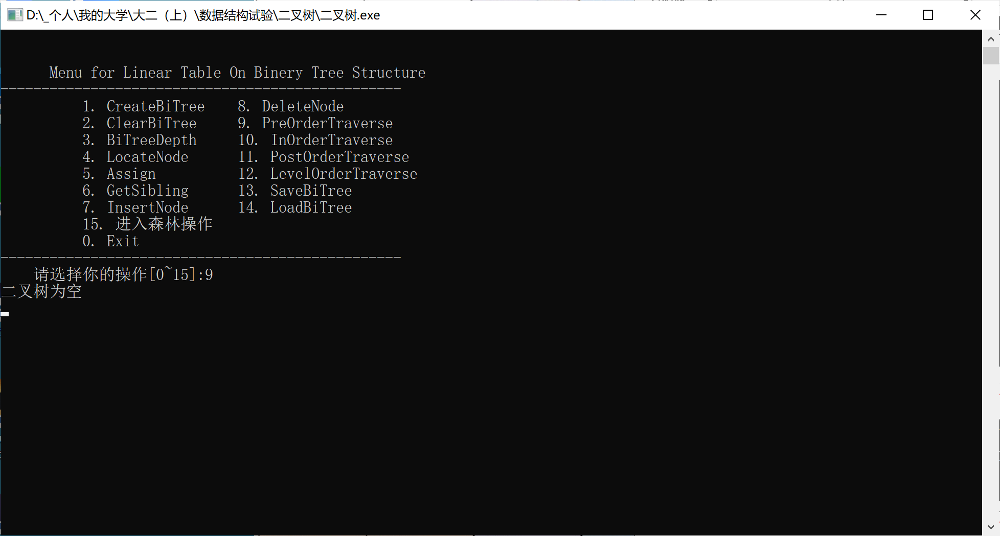 D:\_个人\我的大学\大二（上）\数据结构试验\二叉树\二叉树.exe
Menu for Linear Table On Binery Tree Structure
-------------------------------------------------
1. CreateBiTree 8. DeleteNode
2. ClearBiTree 9. PreOrderTraverse
3. BiTreeDepth 10. InOrderTraverse
4. LocateNode 11. PostOrderTraverse
5. Assign 12. LevelOrderTraverse
6. GetSibling 13. SaveBiTree
7. InsertNode 14. LoadBiTree
15. 进入森林操作
0. Exit
-------------------------------------------------
请选择你的操作[0~15]:9
二叉树为空